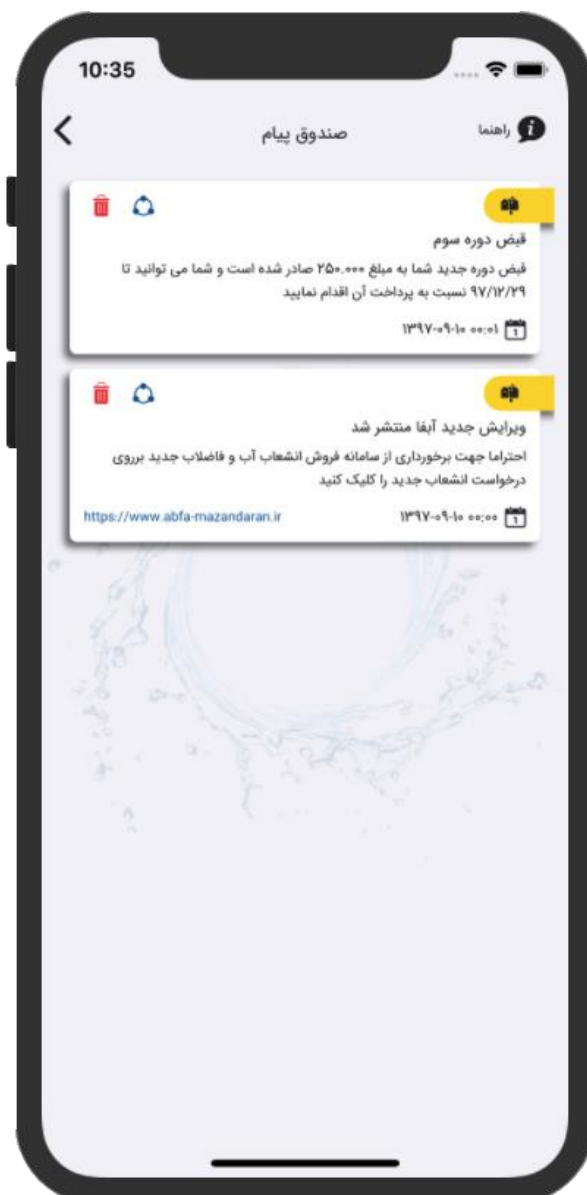 10:35
راهنما
صندوق پیام
قبض دوره سوم
قبض دوره جدید شما به مبلغ ۲۵۰.۰۰۰ صادر شده است و شما می توانید تا
۹۷/۱۲/۲۹ نسبت به پرداخت آن اقدام نمایید
۱۳۹۷-۰۹-۱۰ ۰۰:۰۱
ویرایش جدید آبفا منتشر شد
احتراما جهت برخورداری از سامانه فروش انشعاب آب و فاضلاب جدید برروی
درخواست انشعاب جدید را کلیک کنید
۱۳۹۷-۰۹-۱۰ ۰۰:۰۰
https://www.abfa-mazandaran.ir